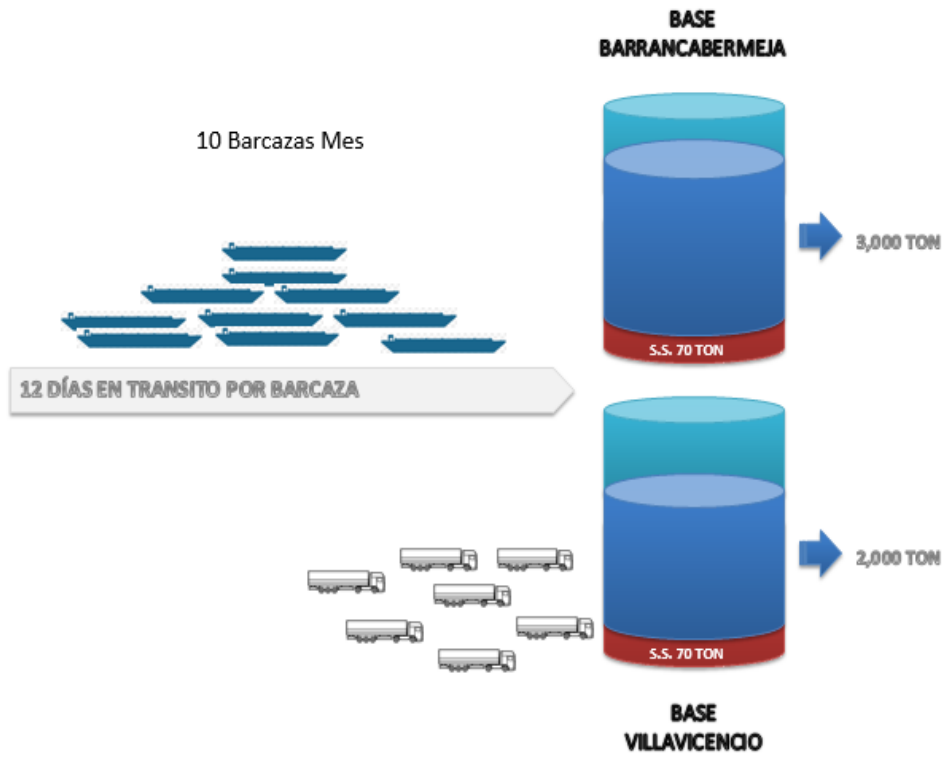 BASE
BARRANCABERMEJA
10 Barcazas Mes
3,000 TON
S.S. 70 TON
12 DÍAS EN TRANSITO POR BARCAZA
2,000 TON
S.S. 70 TON
BASE
VILLAVICENCIO